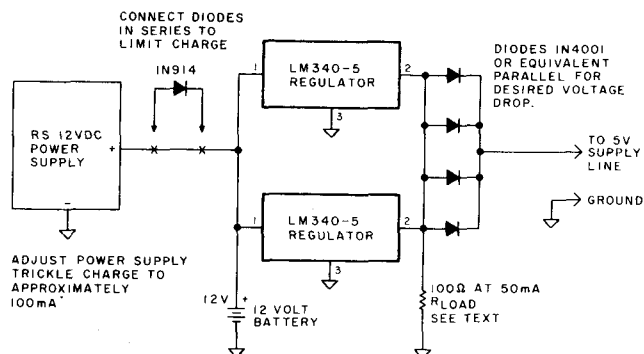 CONNECT DIODES
IN SERIES TO
LIMIT CHARGE
IN914
RS 12VDC
POWER
SUPPLY
+
−
1
LM340-5
REGULATOR
2
3
DIODES IN4001
OR EQUIVALENT
PARALLEL FOR
DESIRED VOLTAGE
DROP.
TO 5V
SUPPLY
LINE
GROUND
1
LM340-5
REGULATOR
2
3
ADJUST POWER SUPPLY
TRICKLE CHARGE TO
APPROXIMATELY
100mA
12V
+
12 VOLT
BATTERY
100Ω AT 50mA
RLOAD
SEE TEXT